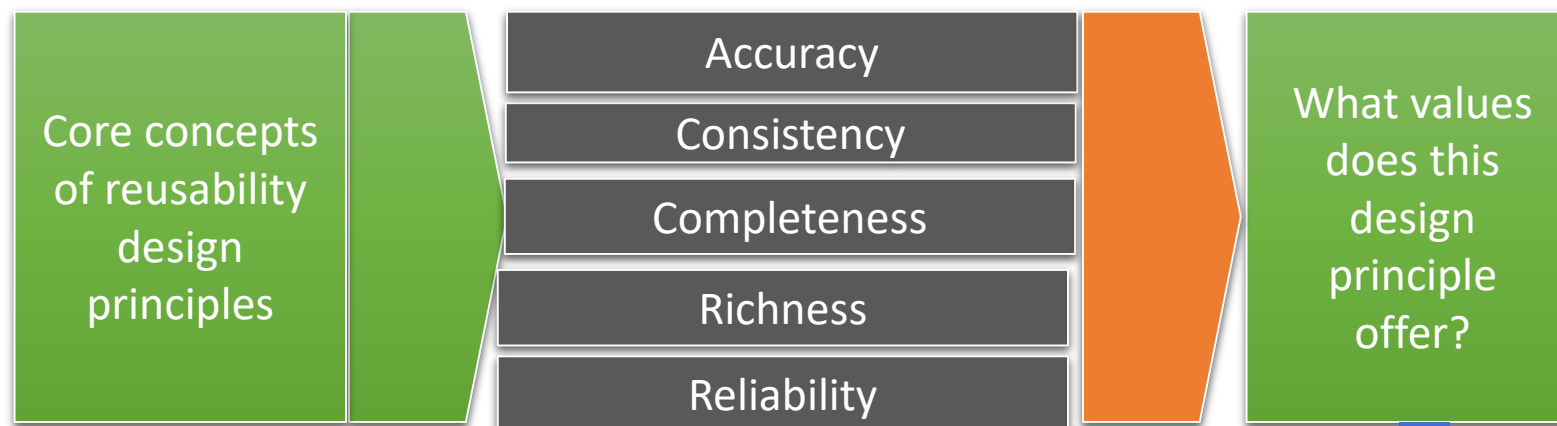 Core concepts
of reusability
design
principles
Accuracy
Consistency
Completeness
Richness
Reliability
What values
does this
design
principle
offer?